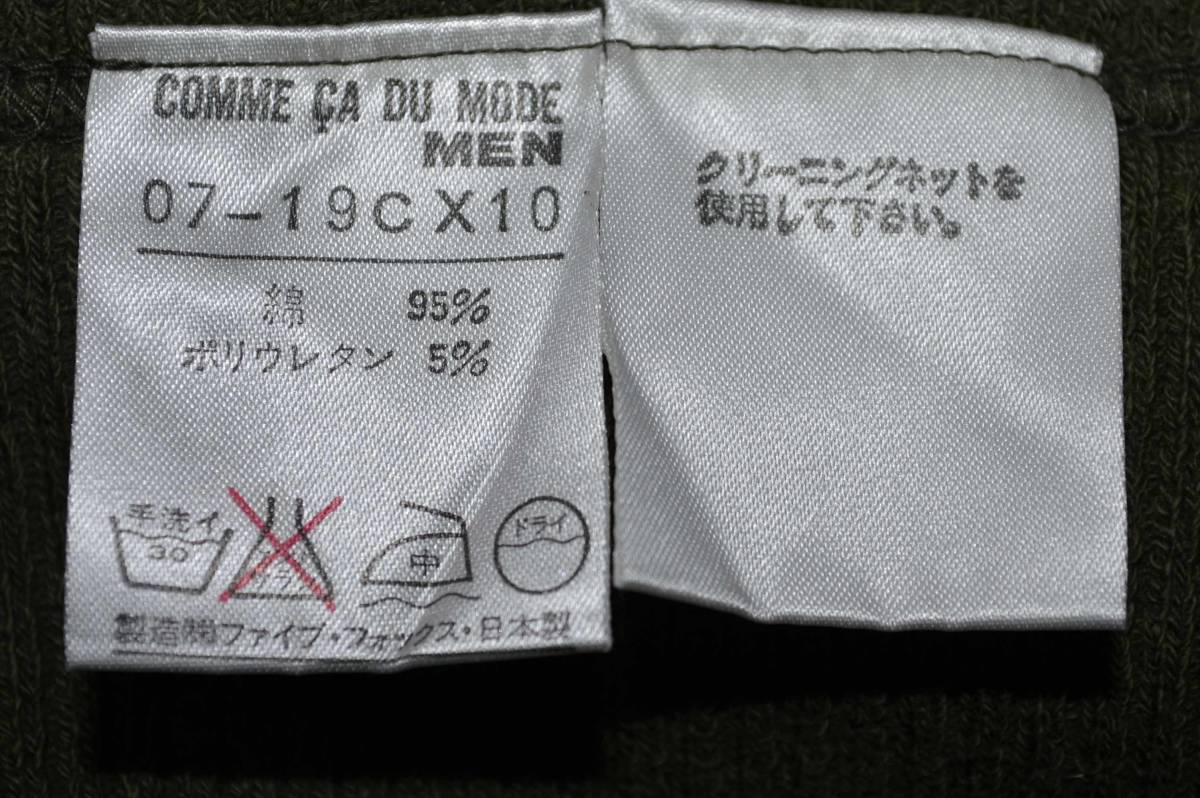 COMME ÇA DU MODE
MEN
07-19CX10
綿 95%
ポリウレタン 5%
手洗イ
30
中
ドライ
製造㈱ファイブ・フォックス・日本製
クリーニングネットを
使用して下さい。